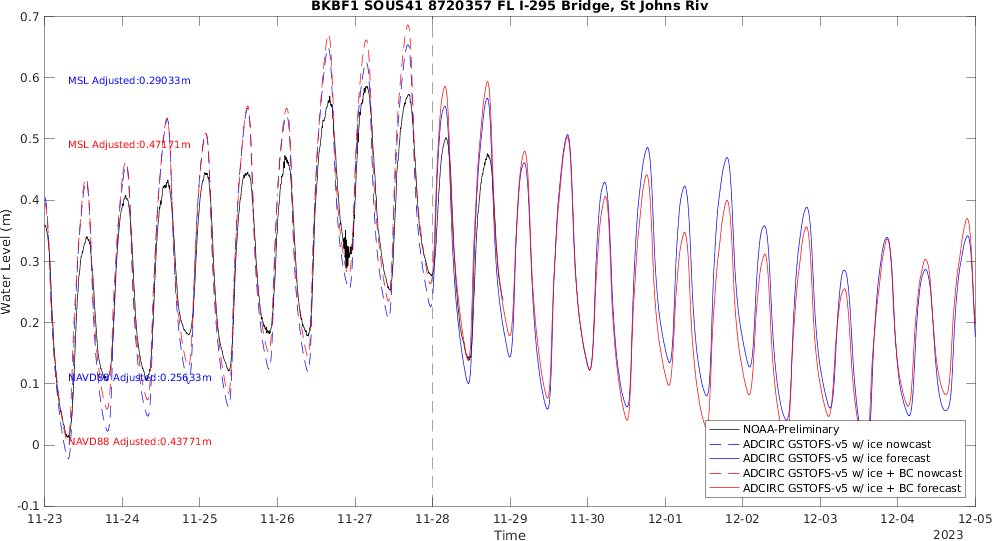 BKBF1 SOUS41 8720357 FL I-295 Bridge, St Johns Riv
0.7
0.6
0.5
0.4
0.3
0.2
0.1
0
-0.1
Water Level (m)
MSL Adjusted:0.29033m
MSL Adjusted:0.47171m
NAVD88 Adjusted:0.25633m
NAVD88 Adjusted:0.43771m
NOAA-Preliminary
ADCIRC GSTOFS-v5 w/ ice nowcast
ADCIRC GSTOFS-v5 w/ ice forecast
ADCIRC GSTOFS-v5 w/ ice + BC nowcast
ADCIRC GSTOFS-v5 w/ ice + BC forecast
11-23 11-24 11-25 11-26 11-27 11-28 11-29 11-30 12-01 12-02 12-03 12-04 12-05
Time
2023